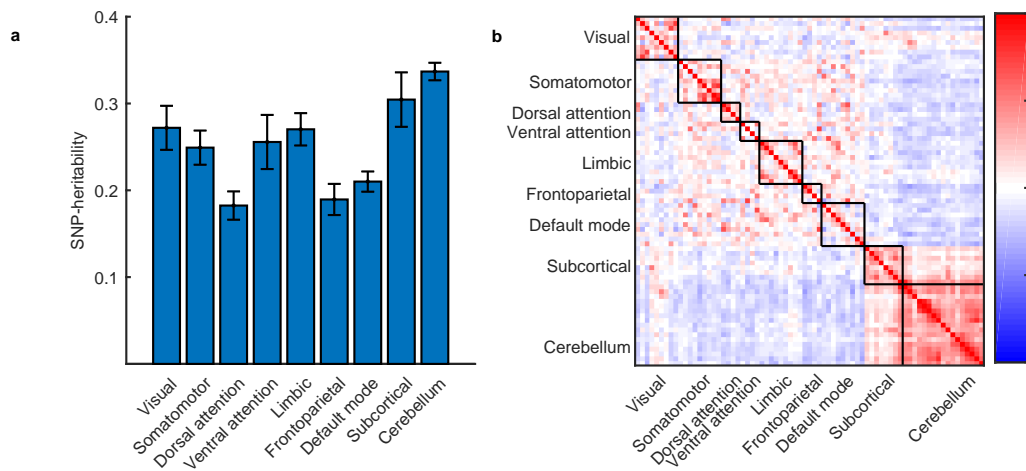 a
0.4
0.3
0.2
0.1
SNP-heritability
Visual
Somatomotor
Dorsal attention
Ventral attention
Limbic
Frontoparietal
Default mode
Subcortical
Cerebellum
b
Visual
Somatomotor
Dorsal attention
Ventral attention
Limbic
Frontoparietal
Default mode
Subcortical
Cerebellum
Visual
Somatomotor
Dorsal attention
Ventral attention
Limbic
Frontoparietal
Default mode
Subcortical
Cerebellum